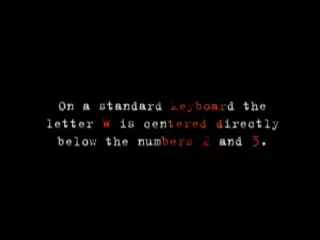 On a standard keyboard the
letter W is centered directly
below the numbers 2 and 3.